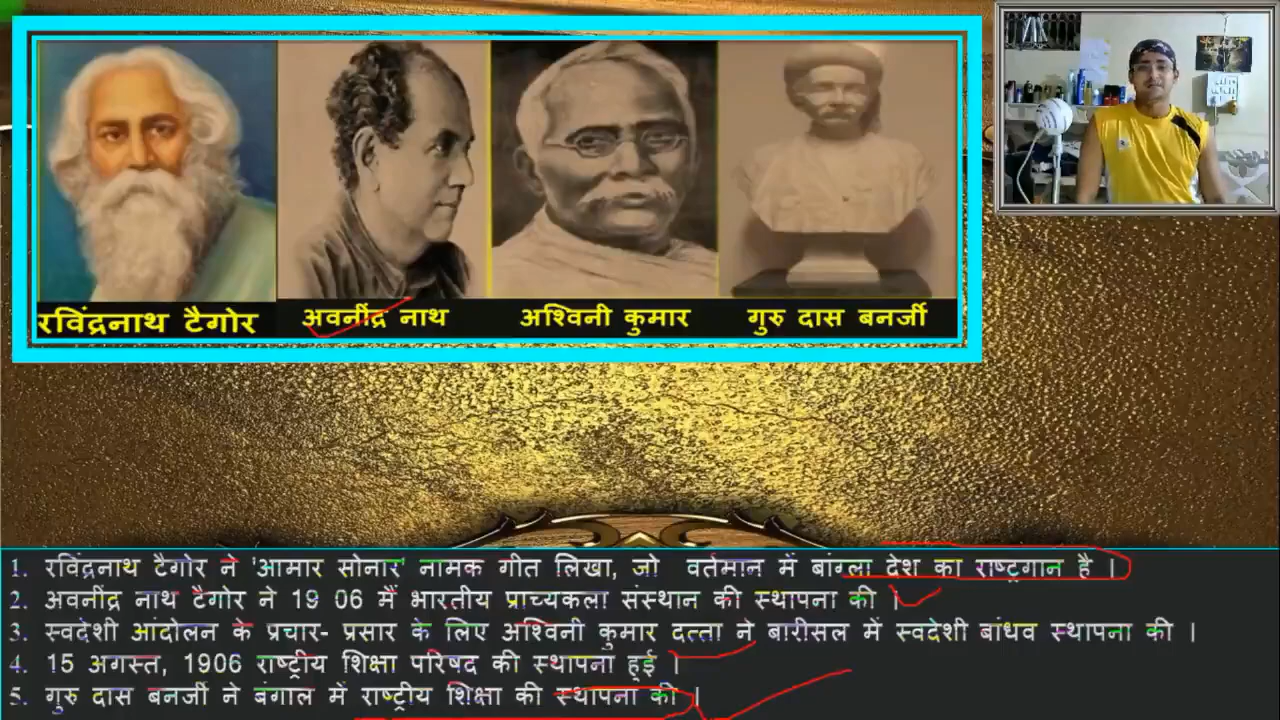 रविंद्रनाथ टैगोर
अवनींद्र नाथ
अश्विनी कुमार
गुरु दास बनर्जी
1. रविंद्रनाथ टैगोर ने 'आमार सोनार' नामक गीत लिखा, जो वर्तमान में बांग्ला देश का राष्ट्रगान है |
2. अवनींद्र नाथ टैगोर ने 19 06 मैं भारतीय प्राच्यकला संस्थान की स्थापना की |
3. स्वदेशी आंदोलन के प्रचार- प्रसार के लिए अश्विनी कुमार दत्ता ने बारीसल में स्वदेशी बांधव स्थापना की |
4. 15 अगस्त, 1906 राष्ट्रीय शिक्षा परिषद की स्थापना हुई |
5. गुरु दास बनर्जी ने बंगाल में राष्ट्रीय शिक्षा की स्थापना की |